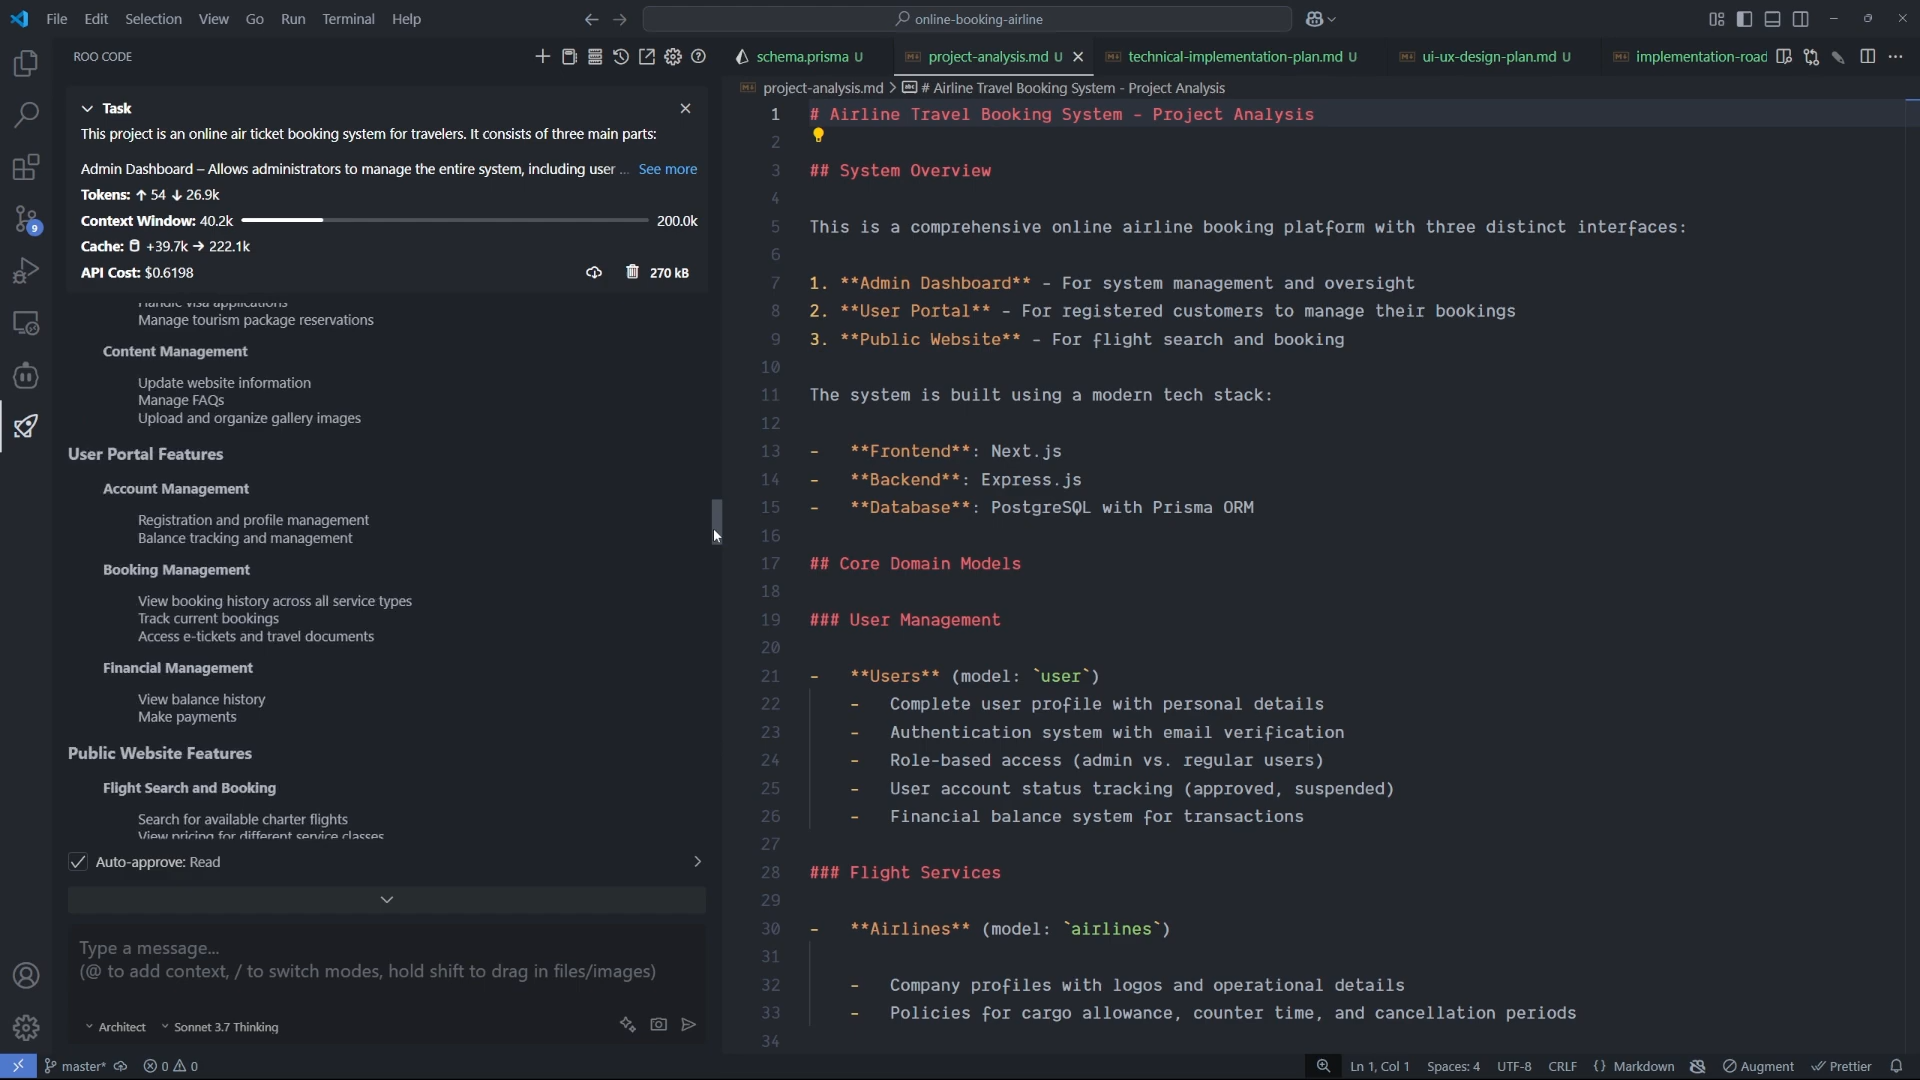 File Edit Selection View Go Run Terminal Help
online-booking-airline
ROO CODE
Task
This project is an online air ticket booking system for travelers. It consists of three main parts:
Admin Dashboard – Allows administrators to manage the entire system, including user ... See more
Tokens: ↑ 54 ↓ 26.9k
Context Window: 40.2k 200.0k
Cache: +39.7k → 222.1k
API Cost: $0.6198 270 kB
Handle visa applications
Manage tourism package reservations
Content Management
Update website information
Manage FAQs
Upload and organize gallery images
User Portal Features
Account Management
Registration and profile management
Balance tracking and management
Booking Management
View booking history across all service types
Track current bookings
Access e-tickets and travel documents
Financial Management
View balance history
Make payments
Public Website Features
Flight Search and Booking
Search for available charter flights
View pricing for different service classes
Auto-approve: Read
Type a message...
(@ to add context, / to switch modes, hold shift to drag in files/images)
Architect Sonnet 3.7 Thinking
9
schema.prisma U project-analysis.md U technical-implementation-plan.md U ui-ux-design-plan.md U implementation-road
project-analysis.md > # Airline Travel Booking System - Project Analysis
1 # Airline Travel Booking System - Project Analysis
2
3 ## System Overview
4
5 This is a comprehensive online airline booking platform with three distinct interfaces:
6
7 1. **Admin Dashboard** - For system management and oversight
8 2. **User Portal** - For registered customers to manage their bookings
9 3. **Public Website** - For flight search and booking
10
11 The system is built using a modern tech stack:
12
13 - **Frontend**: Next.js
14 - **Backend**: Express.js
15 - **Database**: PostgreSQL with Prisma ORM
16
17 ## Core Domain Models
18
19 ### User Management
20
21 - **Users** (model: `user`)
22 - Complete user profile with personal details
23 - Authentication system with email verification
24 - Role-based access (admin vs. regular users)
25 - User account status tracking (approved, suspended)
26 - Financial balance system for transactions
27
28 ### Flight Services
29
30 - **Airlines** (model: `airlines`)
31
32 - Company profiles with logos and operational details
33 - Policies for cargo allowance, counter time, and cancellation periods
34
master* 0 0 Ln 1, Col 1 Spaces: 4 UTF-8 CRLF {} Markdown Augment Prettier